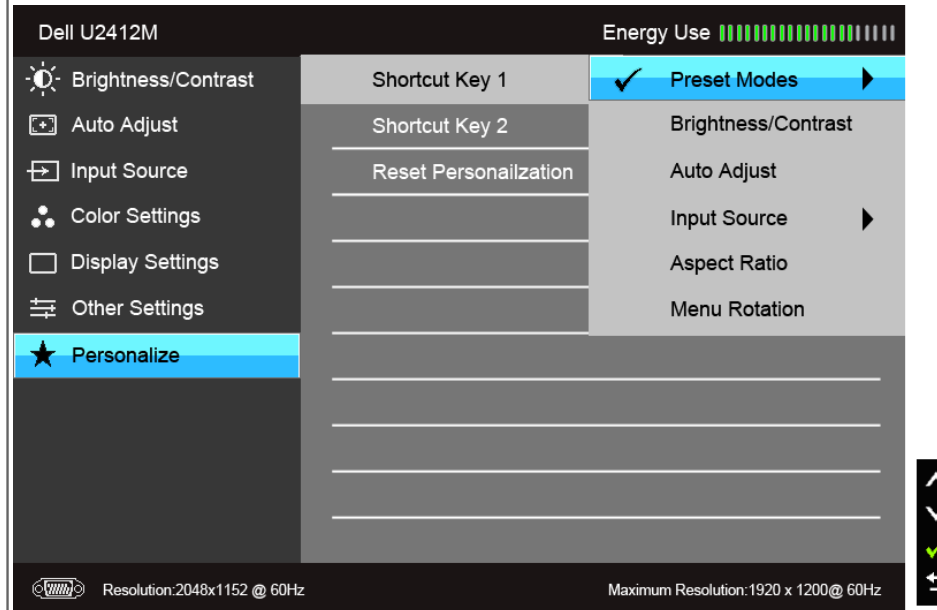 Dell U2412M
Energy Use
Brightness/Contrast
Auto Adjust
Input Source
Color Settings
Display Settings
Other Settings
Personalize
Shortcut Key 1
Shortcut Key 2
Reset Personailzation
Preset Modes
Brightness/Contrast
Auto Adjust
Input Source
Aspect Ratio
Menu Rotation
Resolution:2048x1152 @ 60Hz
Maximum Resolution:1920 x 1200@ 60Hz